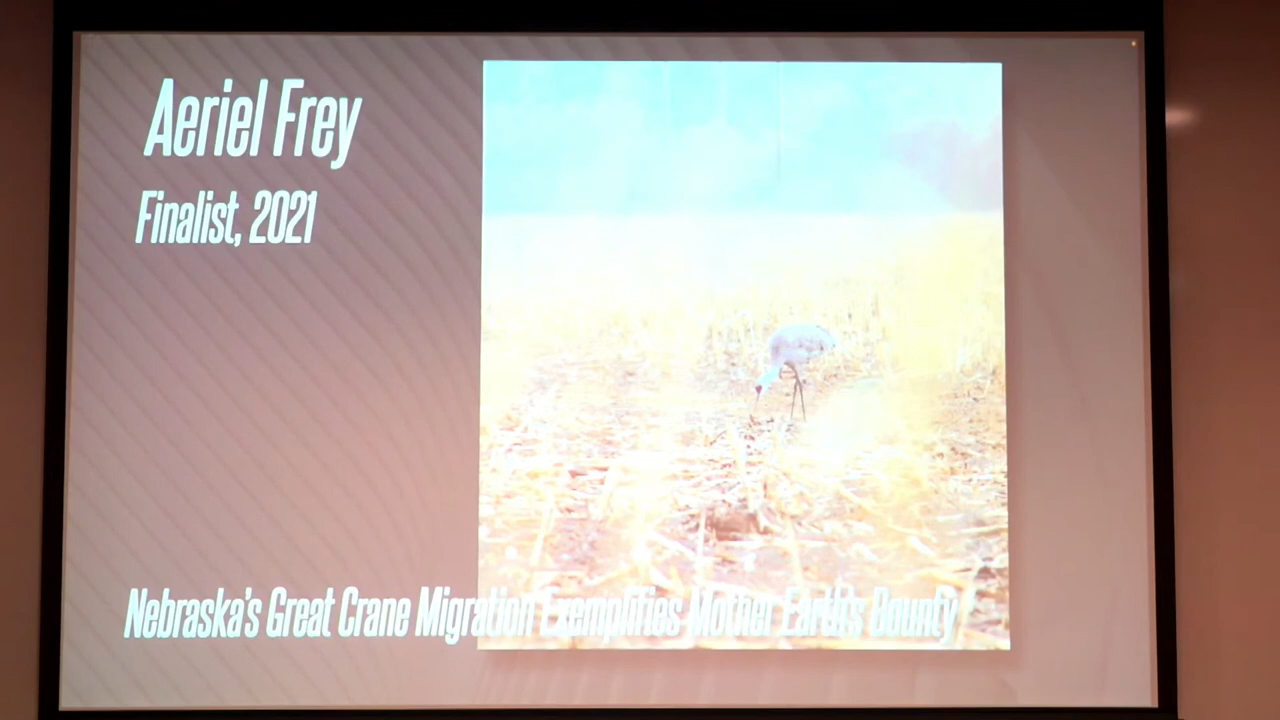 Aeriel Frey
Finalist, 2021
Nebraska's Great Crane Migration Exemplifies Mother Earth's Bounty